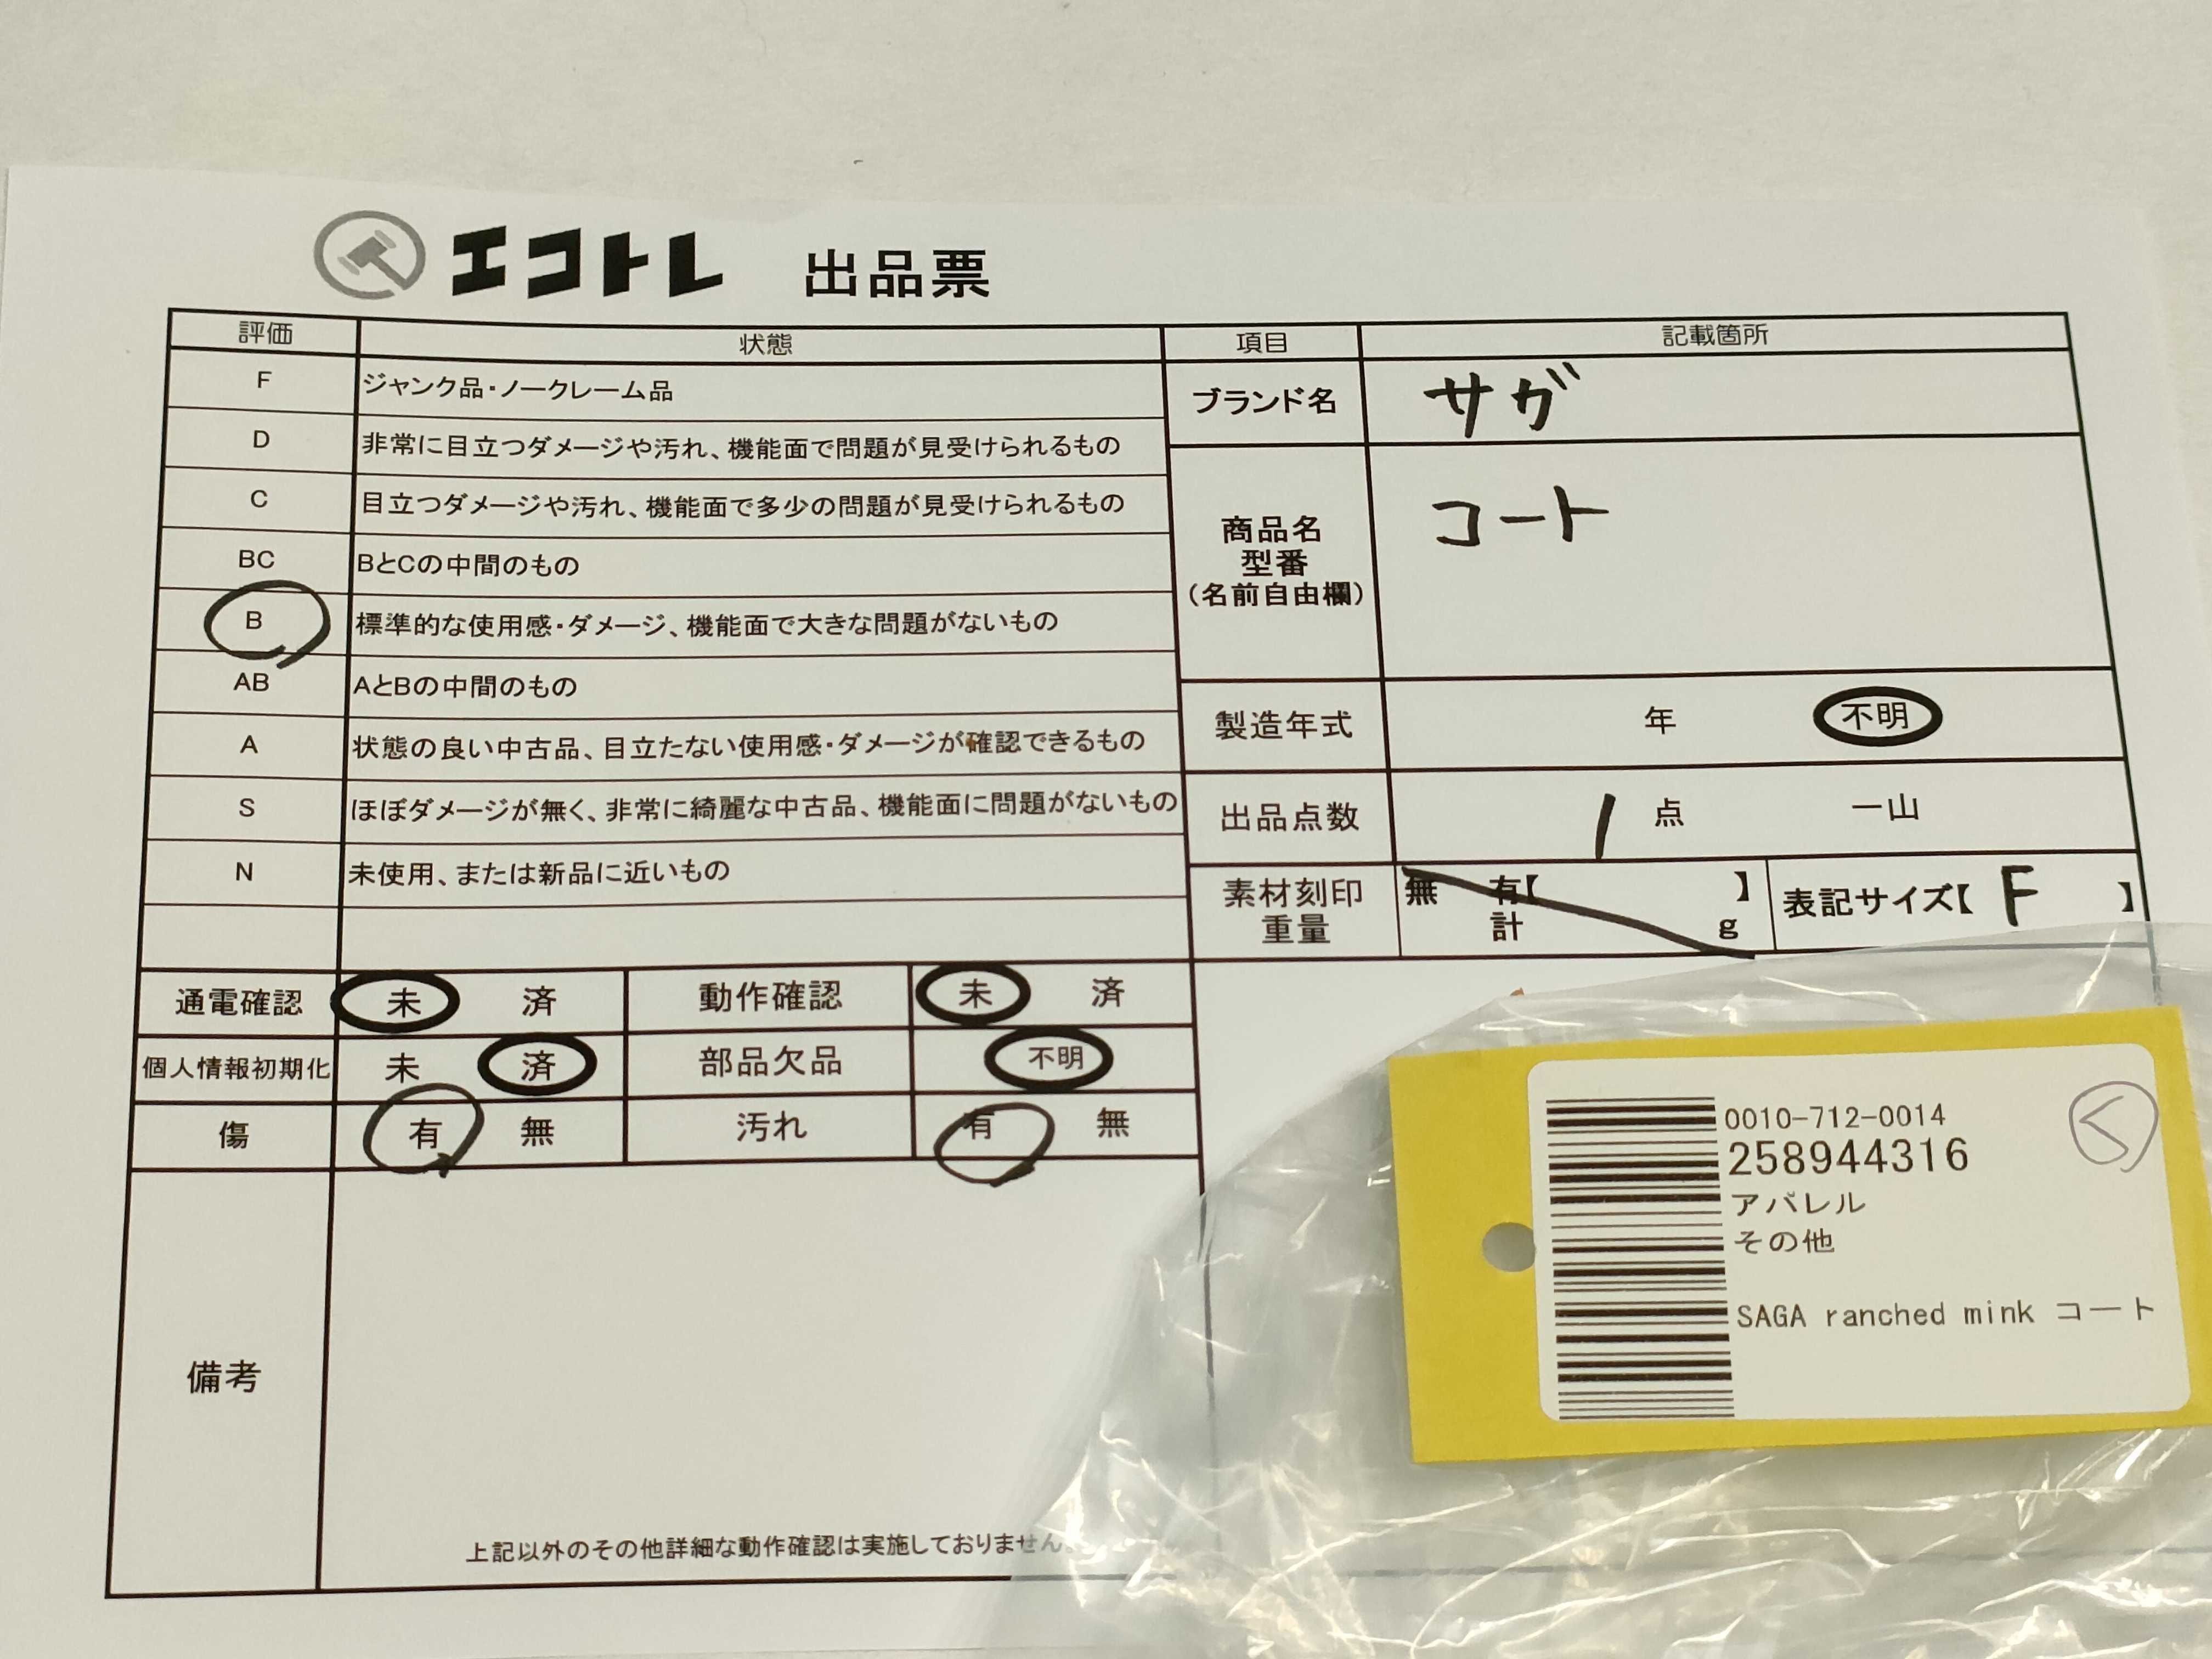 エコトレ 出品票
評価 状態 項目 記載箇所
F ジャンク品・ノークレーム品
D 非常に目立つダメージや汚れ、機能面で問題が見受けられるもの
C 目立つダメージや汚れ、機能面で多少の問題が見受けられるもの
BC BとCの中間のもの
B 標準的な使用感・ダメージ、機能面で大きな問題がないもの
AB AとBの中間のもの
A 状態の良い中古品、目立たない使用感・ダメージが確認できるもの
S ほぼダメージが無く、非常に綺麗な中古品、機能面に問題がないもの
N 未使用、または新品に近いもの
ブランド名 サガ
商品名 コート
型番
(名前自由欄)
製造年式 年 不明
出品点数 1 点 一山
素材刻印 無 有【 】 表記サイズ【 F 】
重量 計 g
通電確認 未 済 動作確認 未 済
個人情報初期化 未 済 部品欠品 不明
傷 有 無 汚れ 有 無
備考
上記以外のその他詳細な動作確認は実施しておりません
0010-712-0014
258944316
アパレル
その他
SAGA ranched mink コート
く